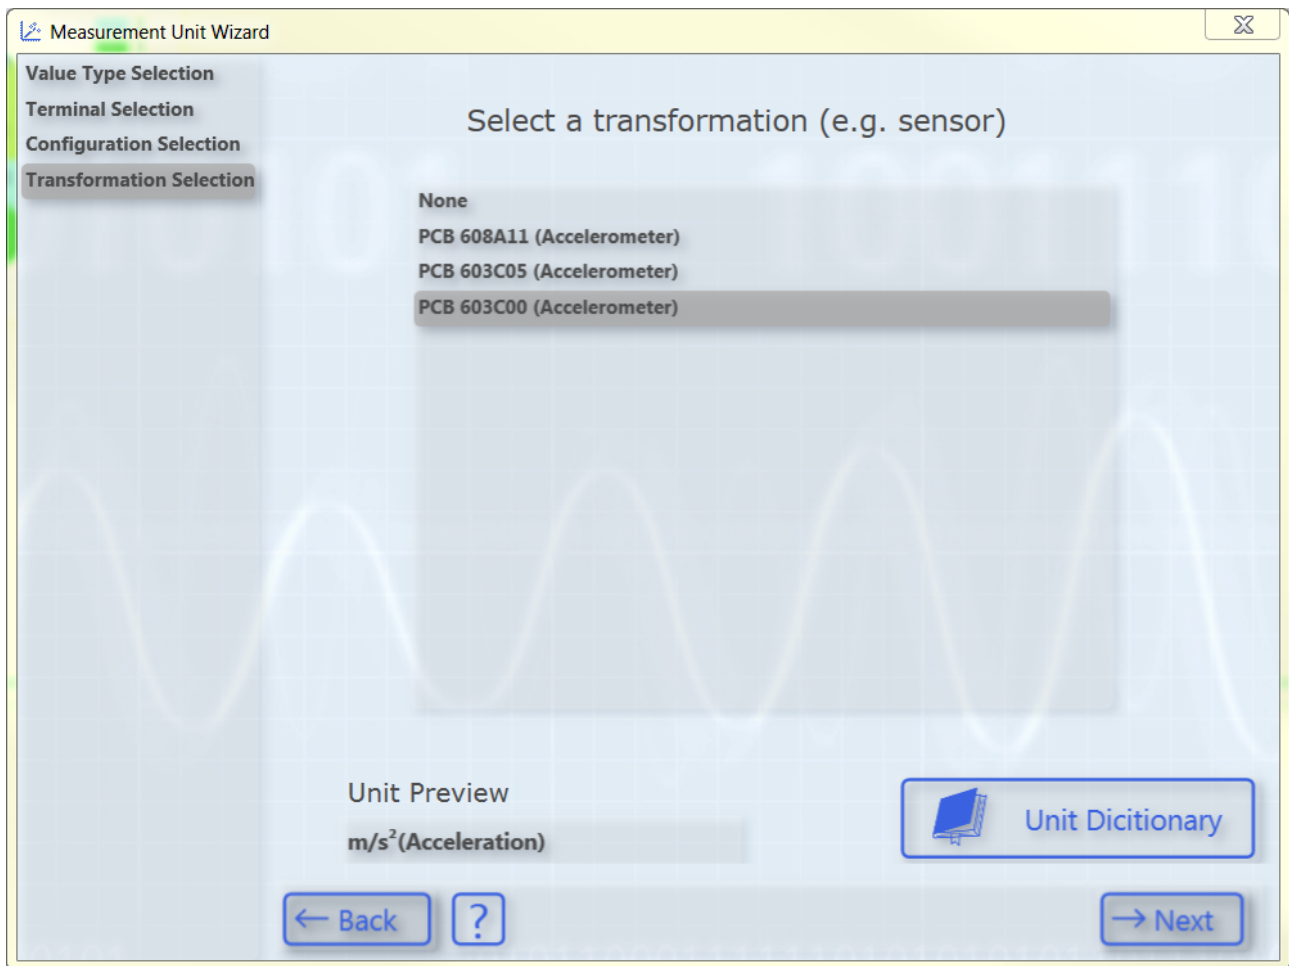 Measurement Unit Wizard
Value Type Selection
Terminal Selection
Configuration Selection
Transformation Selection
Select a transformation (e.g. sensor)
None
PCB 608A11 (Accelerometer)
PCB 603C05 (Accelerometer)
PCB 603C00 (Accelerometer)
Unit Preview
m/s²(Acceleration)
Unit Dicitionary
← Back
?
→ Next